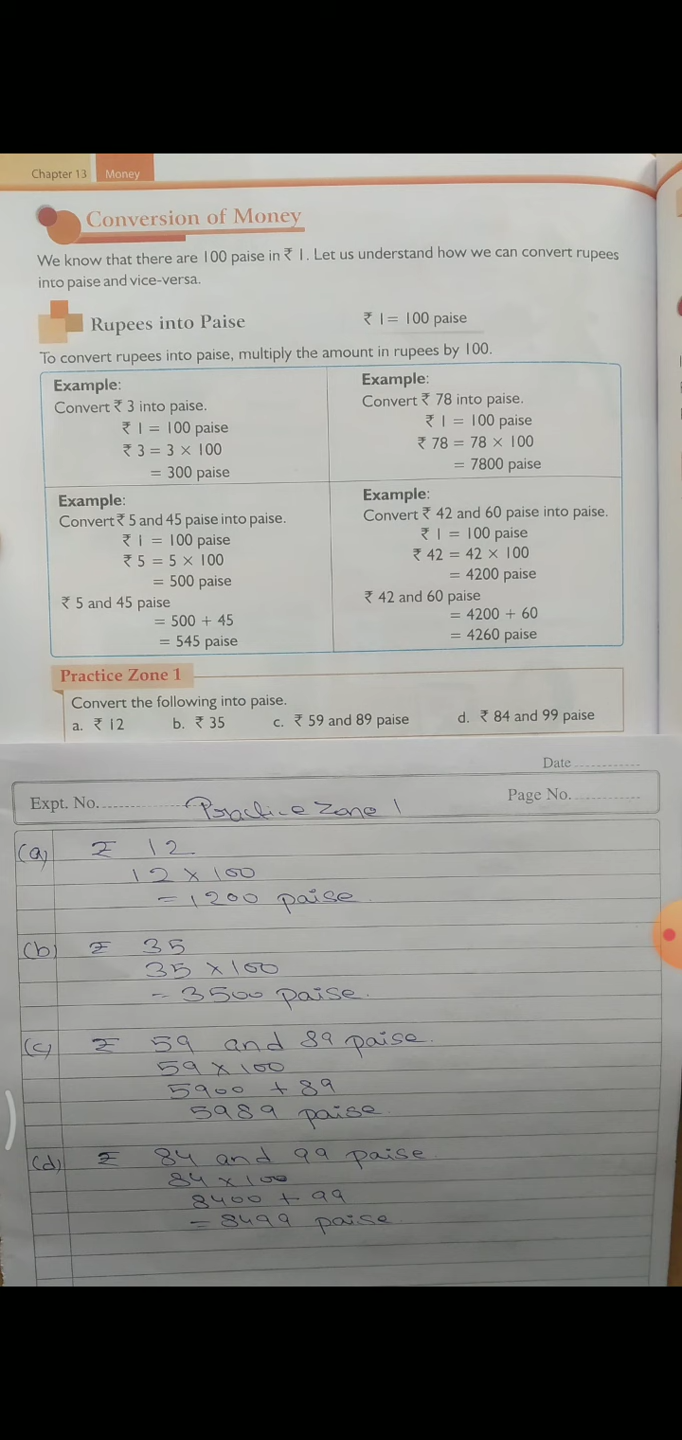 Chapter 13 Money
Conversion of Money
We know that there are 100 paise in ₹ 1. Let us understand how we can convert rupees
into paise and vice-versa.
Rupees into Paise ₹ 1 = 100 paise
To convert rupees into paise, multiply the amount in rupees by 100.
Example:
Convert ₹ 3 into paise.
₹ 1 = 100 paise
₹ 3 = 3 × 100
= 300 paise
Example:
Convert ₹ 78 into paise.
₹ 1 = 100 paise
₹ 78 = 78 × 100
= 7800 paise
Example:
Convert ₹ 5 and 45 paise into paise.
₹ 1 = 100 paise
₹ 5 = 5 × 100
= 500 paise
₹ 5 and 45 paise
= 500 + 45
= 545 paise
Example:
Convert ₹ 42 and 60 paise into paise.
₹ 1 = 100 paise
₹ 42 = 42 × 100
= 4200 paise
₹ 42 and 60 paise
= 4200 + 60
= 4260 paise
Practice Zone 1
Convert the following into paise.
a. ₹ 12 b. ₹ 35 c. ₹ 59 and 89 paise d. ₹ 84 and 99 paise
Date
Expt. No. Practice Zone 1 Page No.
(a) ₹ 12
12 × 100
= 1200 paise.
(b) ₹ 35
35 × 100
= 3500 paise.
(c) ₹ 59 and 89 paise.
59 × 100
5900 + 89
5989 paise
(d) ₹ 84 and 99 paise
84 × 100
8400 + 99
= 8499 paise